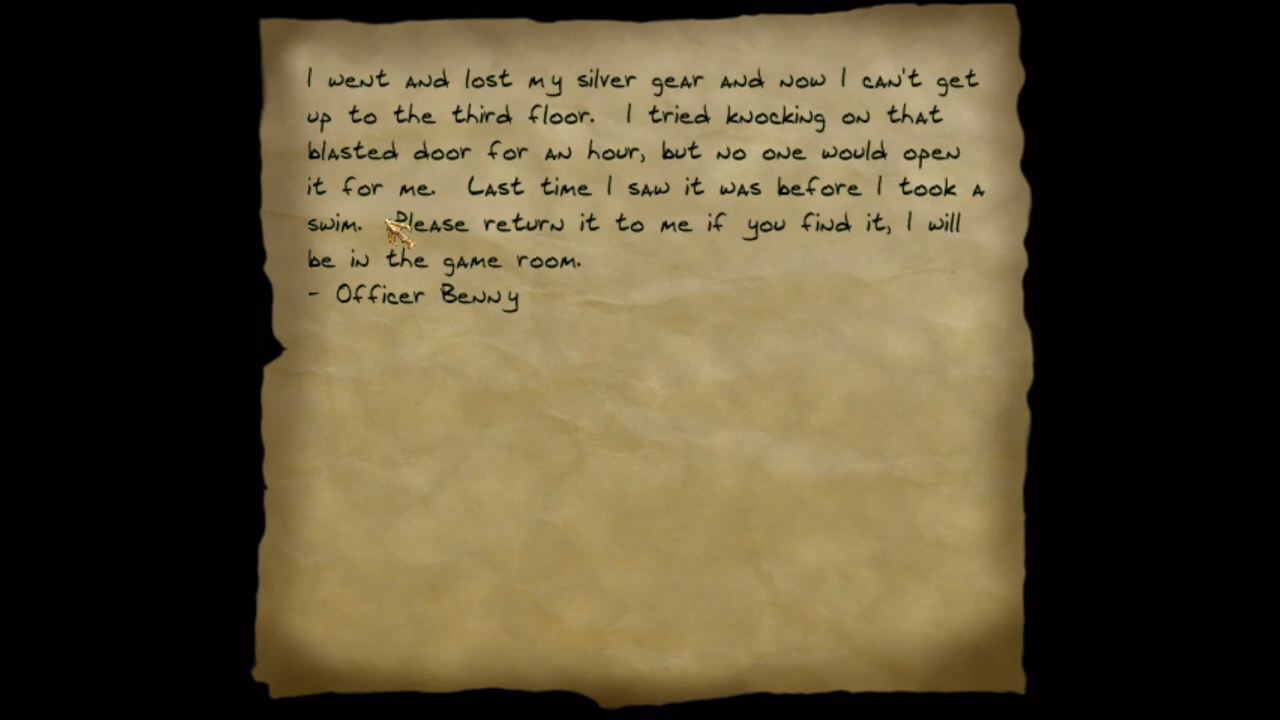 I went and lost my silver gear and now I can't get
up to the third floor.  I tried knocking on that
blasted door for an hour, but no one would open
it for me.  Last time I saw it was before I took a
swim.  Please return it to me if you find it, I will
be in the game room.
- Officer Benny